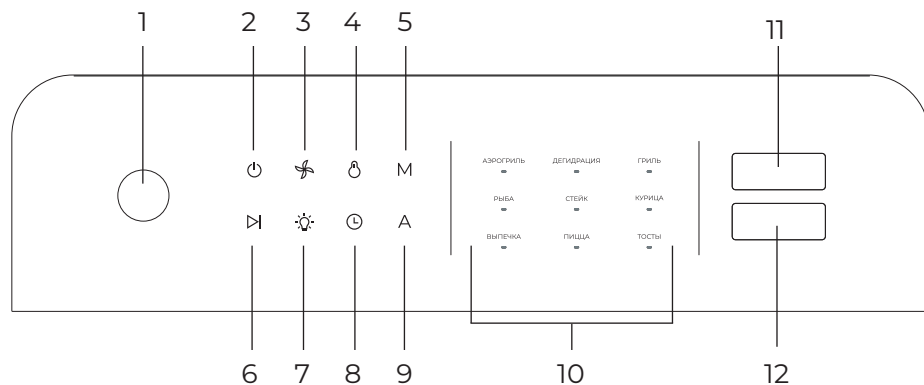 1 2 3 4 5 11
M
АЭРОГРИЛЬ ДЕГИДРАЦИЯ ГРИЛЬ
РЫБА СТЕЙК КУРИЦА
A
ВЫПЕЧКА ПИЦЦА ТОСТЫ
6 7 8 9 10 12